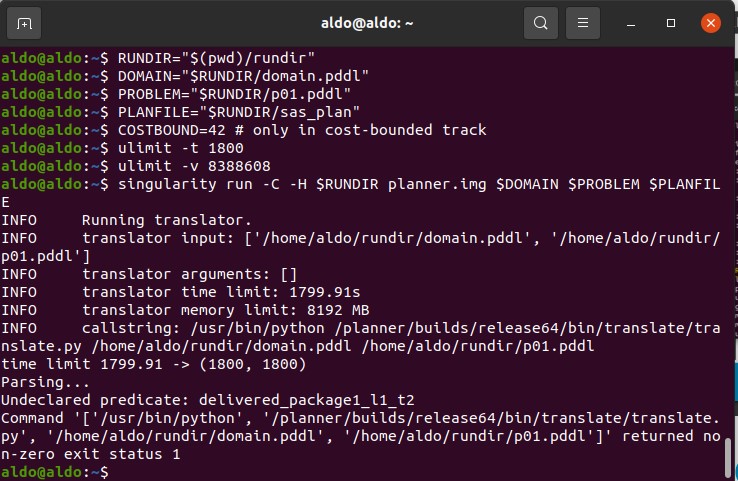 aldo@aldo: ~
aldo@aldo:~$ RUNDIR="$(pwd)/rundir"
aldo@aldo:~$ DOMAIN="$RUNDIR/domain.pddl"
aldo@aldo:~$ PROBLEM="$RUNDIR/p01.pddl"
aldo@aldo:~$ PLANFILE="$RUNDIR/sas_plan"
aldo@aldo:~$ COSTBOUND=42 # only in cost-bounded track
aldo@aldo:~$ ulimit -t 1800
aldo@aldo:~$ ulimit -v 8388608
aldo@aldo:~$ singularity run -C -H $RUNDIR planner.img $DOMAIN $PROBLEM $PLANFIL
E
INFO     Running translator.
INFO     translator input: ['/home/aldo/rundir/domain.pddl', '/home/aldo/rundir/
p01.pddl']
INFO     translator arguments: []
INFO     translator time limit: 1799.91s
INFO     translator memory limit: 8192 MB
INFO     callstring: /usr/bin/python /planner/builds/release64/bin/translate/tra
nslate.py /home/aldo/rundir/domain.pddl /home/aldo/rundir/p01.pddl
time limit 1799.91 -> (1800, 1800)
Parsing...
Undeclared predicate: delivered_package1_l1_t2
Command '['/usr/bin/python', '/planner/builds/release64/bin/translate/translate.
py', '/home/aldo/rundir/domain.pddl', '/home/aldo/rundir/p01.pddl']' returned no
n-zero exit status 1
aldo@aldo:~$